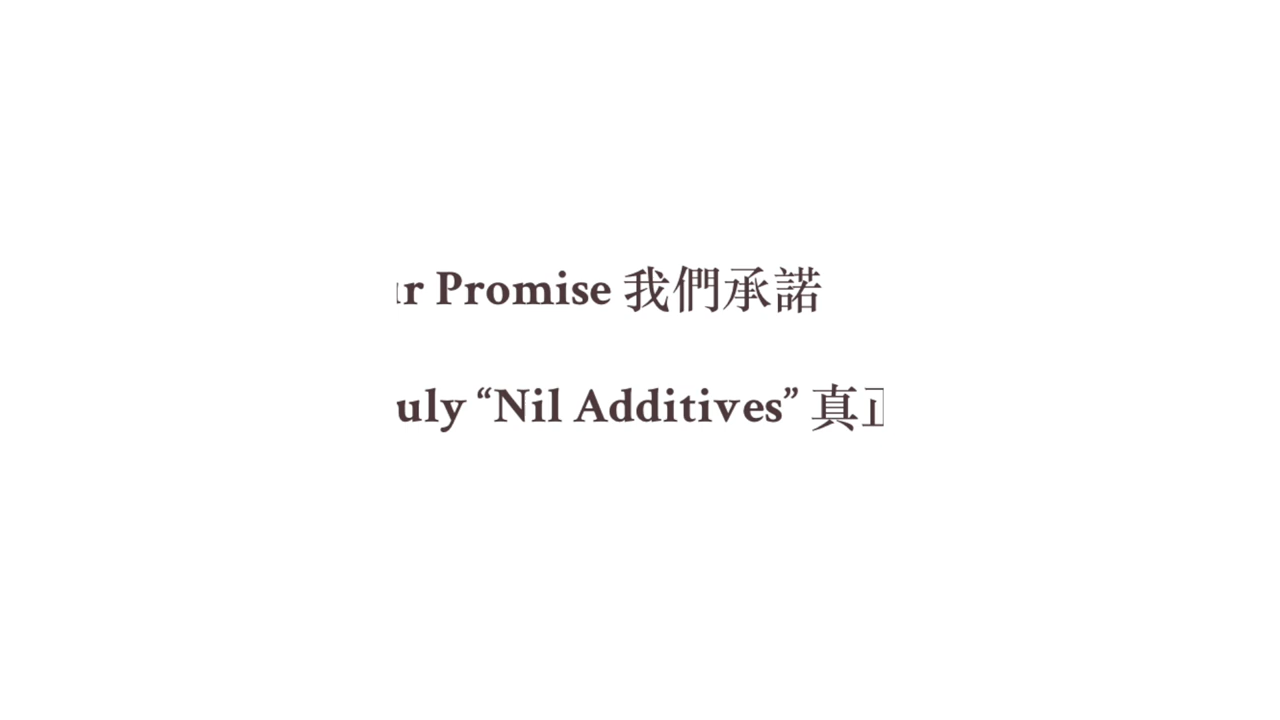 r Promise 我們承諾
uly “Nil Additives” 真